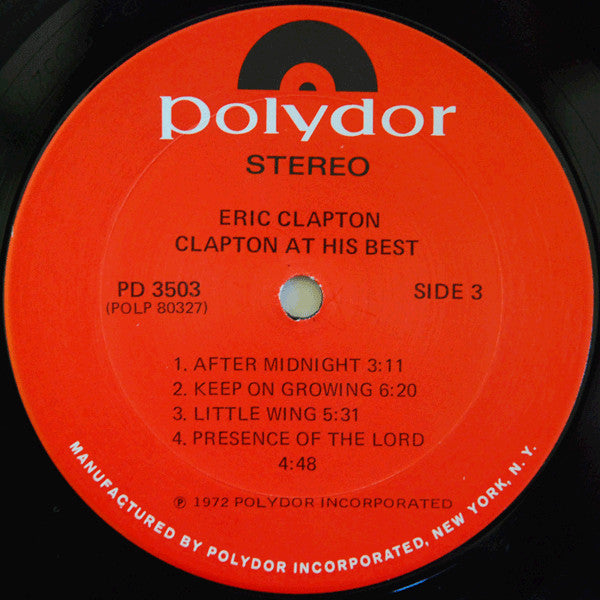 polydor
STEREO
ERIC CLAPTON
CLAPTON AT HIS BEST
PD 3503
(POLP 80327)
SIDE 3
1. AFTER MIDNIGHT 3:11
2. KEEP ON GROWING 6:20
3. LITTLE WING 5:31
4. PRESENCE OF THE LORD
4:48
℗ 1972 POLYDOR INCORPORATED
MANUFACTURED BY POLYDOR INCORPORATED, NEW YORK, N. Y.